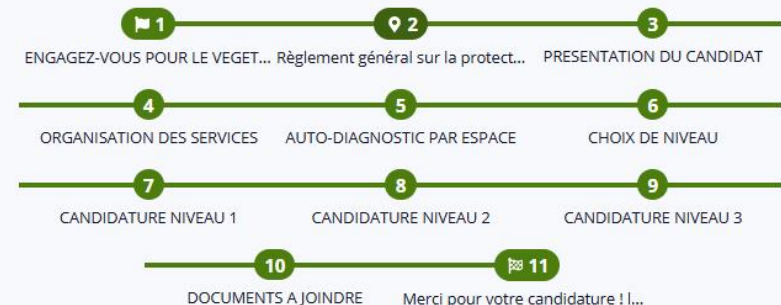 1 2 3
ENGAGEZ-VOUS POUR LE VEGET... Règlement général sur la protect... PRESENTATION DU CANDIDAT
4 5 6
ORGANISATION DES SERVICES AUTO-DIAGNOSTIC PAR ESPACE CHOIX DE NIVEAU
7 8 9
CANDIDATURE NIVEAU 1 CANDIDATURE NIVEAU 2 CANDIDATURE NIVEAU 3
10 11
DOCUMENTS A JOINDRE Merci pour votre candidature ! l...